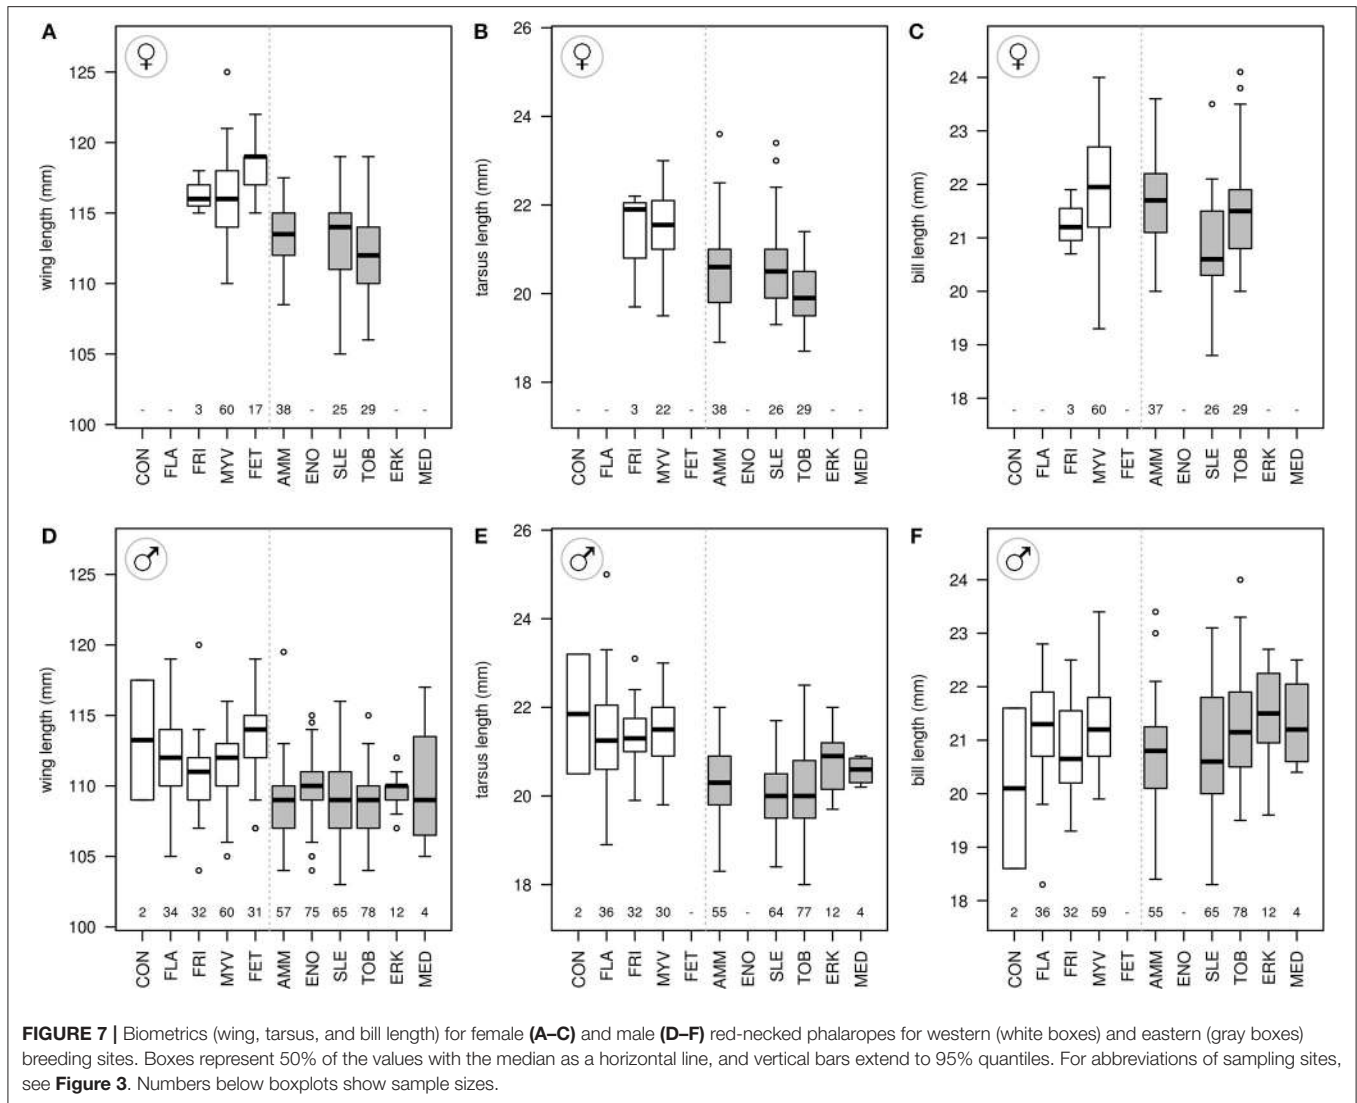 A
♀
wing length (mm)
125
120
115
110
105
100
- - 3 60 17 38 - 25 29 - -
CON FLA FRI MYV FET AMM ENO SLE TOB ERK MED
B
♀
tarsus length (mm)
26
24
22
20
18
- - 3 22 - 38 - 26 29 - -
CON FLA FRI MYV FET AMM ENO SLE TOB ERK MED
C
♀
bill length (mm)
24
23
22
21
20
19
18
- - 3 60 - 37 - 26 29 - -
CON FLA FRI MYV FET AMM ENO SLE TOB ERK MED
D
♂
wing length (mm)
125
120
115
110
105
100
2 34 32 60 31 57 75 65 78 12 4
CON FLA FRI MYV FET AMM ENO SLE TOB ERK MED
E
♂
tarsus length (mm)
26
24
22
20
18
2 36 32 30 - 55 - 64 77 12 4
CON FLA FRI MYV FET AMM ENO SLE TOB ERK MED
F
♂
bill length (mm)
24
23
22
21
20
19
18
2 36 32 59 - 55 - 65 78 12 4
CON FLA FRI MYV FET AMM ENO SLE TOB ERK MED
FIGURE 7 | Biometrics (wing, tarsus, and bill length) for female (A–C) and male (D–F) red-necked phalaropes for western (white boxes) and eastern (gray boxes)
breeding sites. Boxes represent 50% of the values with the median as a horizontal line, and vertical bars extend to 95% quantiles. For abbreviations of sampling sites,
see Figure 3. Numbers below boxplots show sample sizes.